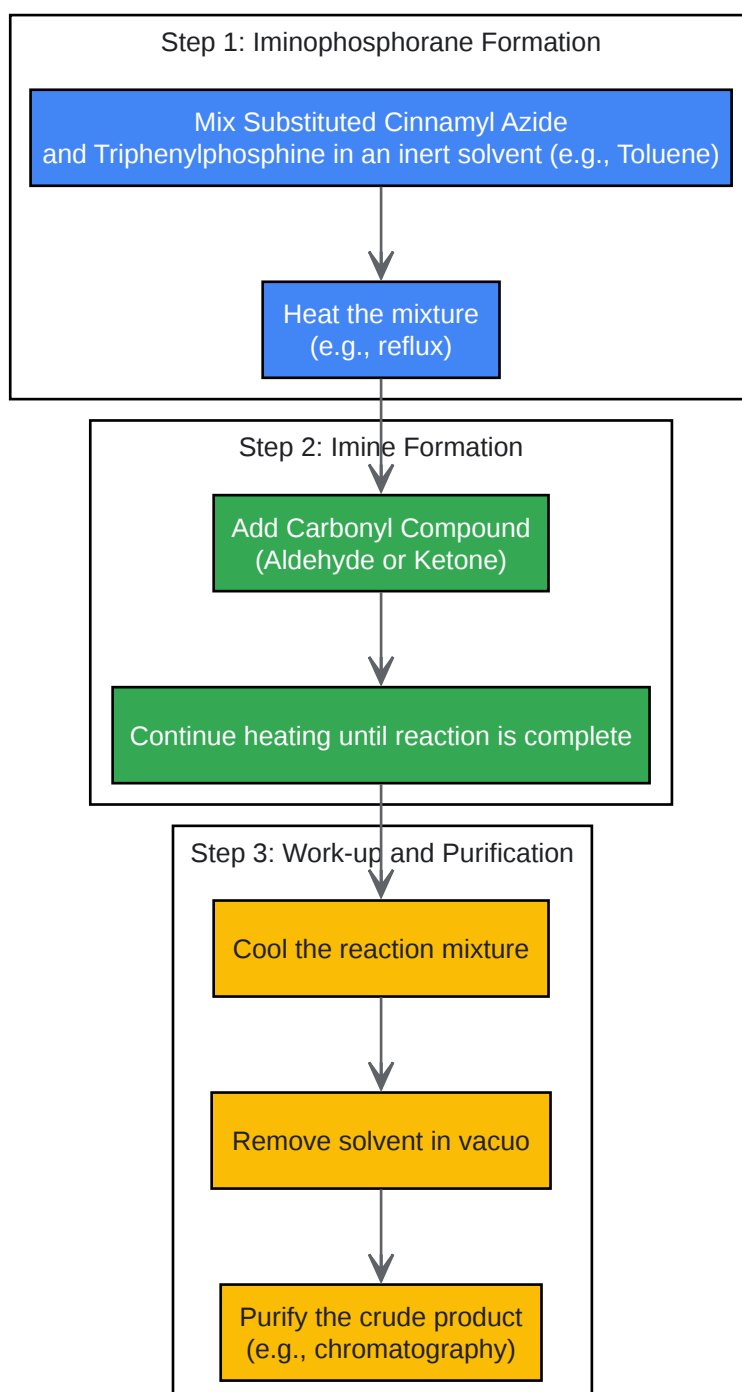 Step 1: Iminophosphorane Formation
Mix Substituted Cinnamyl Azide
and Triphenylphosphine in an inert solvent (e.g., Toluene)
Heat the mixture
(e.g., reflux)
Step 2: Imine Formation
Add Carbonyl Compound
(Aldehyde or Ketone)
Continue heating until reaction is complete
Step 3: Work-up and Purification
Cool the reaction mixture
Remove solvent in vacuo
Purify the crude product
(e.g., chromatography)